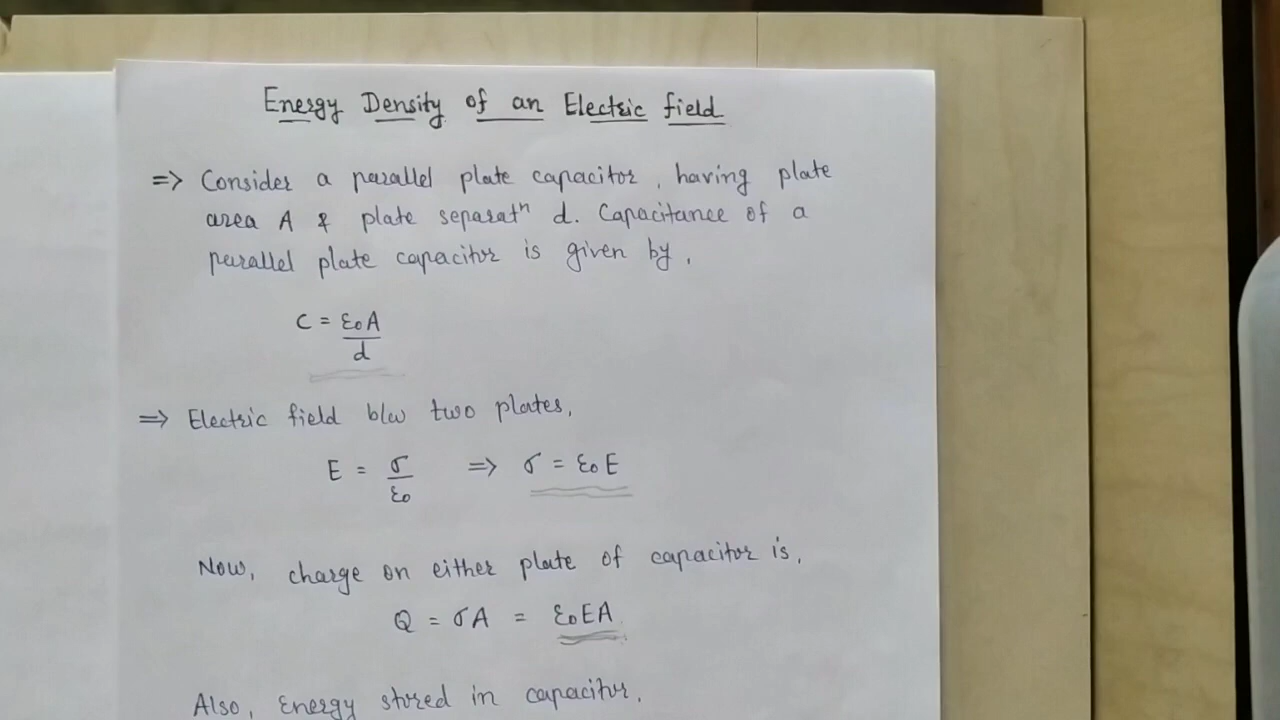 Energy Density of an Electric field
=> Consider a parallel plate capacitor, having plate
area A & plate separatⁿ d. Capacitance of a
parallel plate capacitor is given by,
C = ε₀A
d
=> Electric field b/w two plates,
E = σ => σ = ε₀E
ε₀
Now, charge on either plate of capacitor is,
Q = σA = ε₀EA
Also, Energy stored in capacitor,